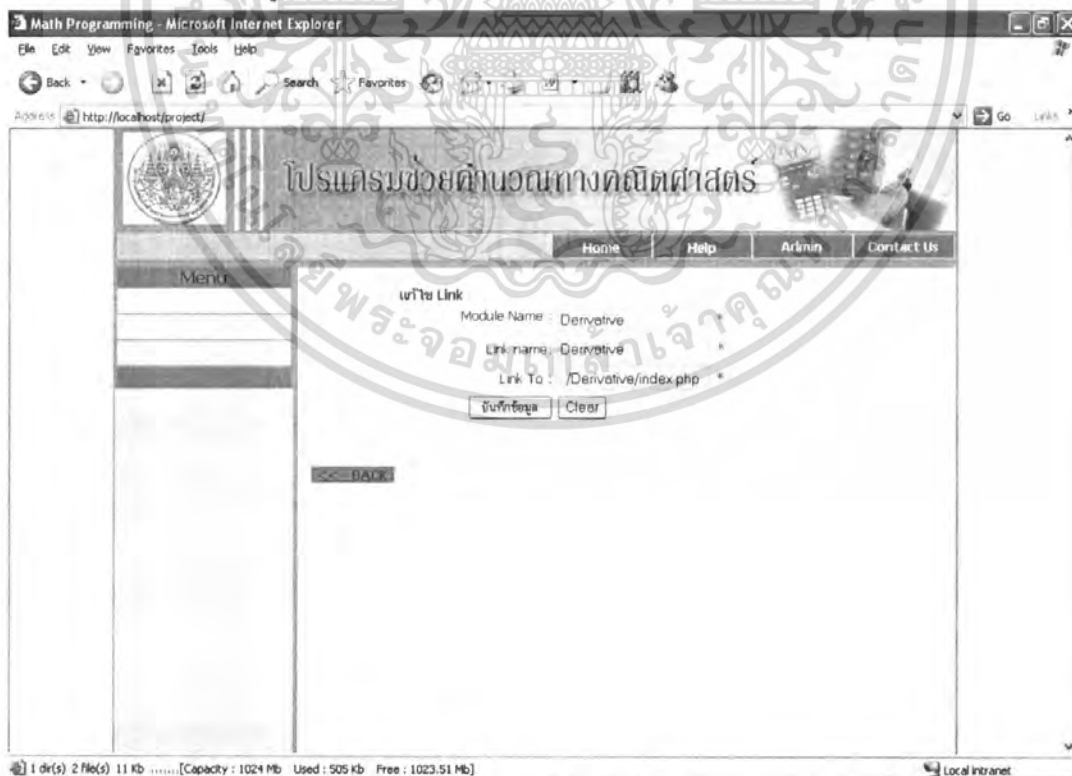 Math Programming - Microsoft Internet Explorer
File Edit View Favorites Tools Help
Back Search Favorites
Address http://localhost/project/ Go Links
โปรแกรมช่วยคำนวณทางคณิตศาสตร์
Home Help Admin Contact Us
Menu
แก้ไข Link
Module Name : Derivative *
Link name : Derivative *
Link To : /Derivative/index.php *
บันทึกข้อมูล Clear
<<-- BACK
1 dir(s) 2 file(s) 11 Kb .......[Capacity : 1024 Mb Used : 505 Kb Free : 1023.51 Mb] Local intranet